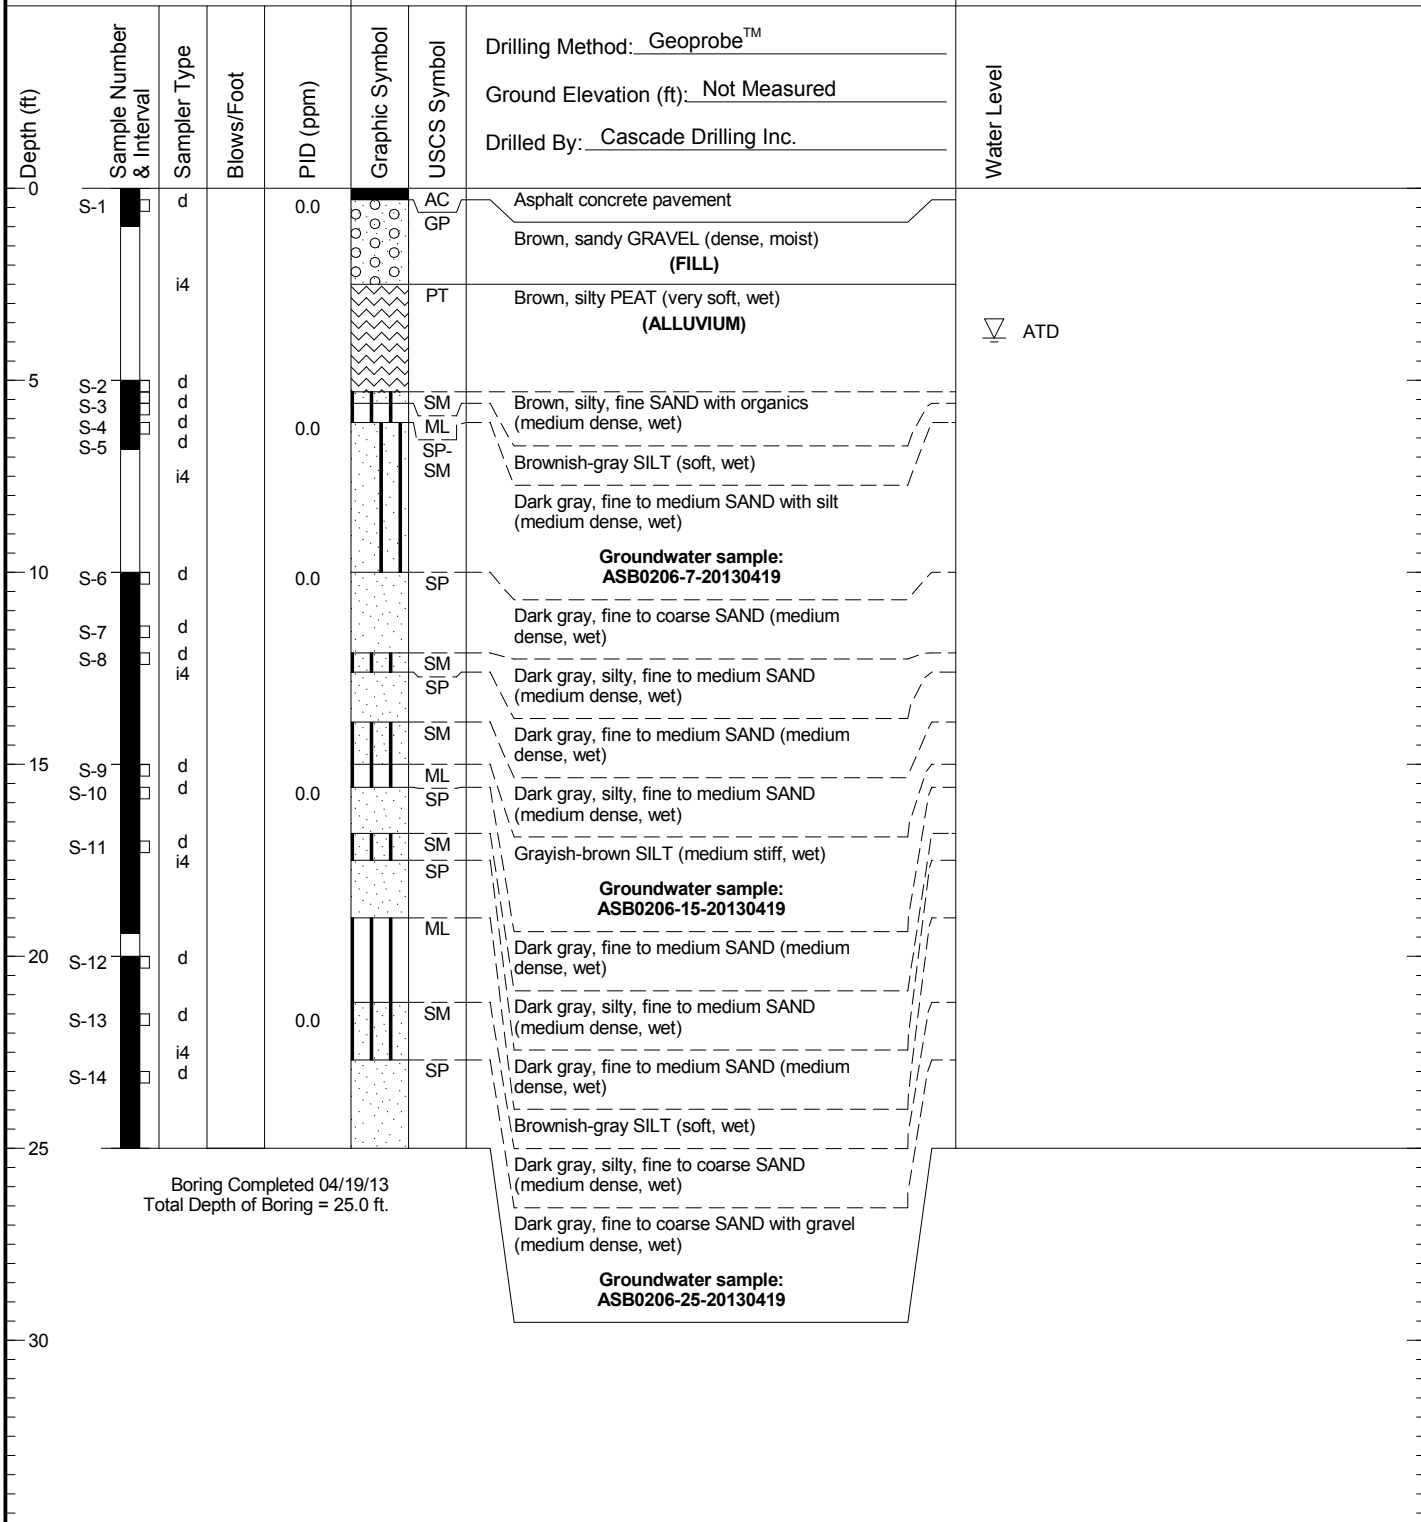 Depth (ft)
Sample Number
& Interval
Sampler Type
Blows/Foot
PID (ppm)
Graphic Symbol
USCS Symbol
Drilling Method: Geoprobe™
Ground Elevation (ft): Not Measured
Drilled By: Cascade Drilling Inc.
Water Level
0
S-1 d 0.0 AC Asphalt concrete pavement
GP
Brown, sandy GRAVEL (dense, moist)
(FILL)
i4
PT Brown, silty PEAT (very soft, wet)
(ALLUVIUM)
ATD
5
S-2 d
S-3 d SM Brown, silty, fine SAND with organics
(medium dense, wet)
S-4 d 0.0 ML
S-5 d SP-
SM
Brownish-gray SILT (soft, wet)
i4
Dark gray, fine to medium SAND with silt
(medium dense, wet)
Groundwater sample:
ASB0206-7-20130419
10
S-6 d 0.0 SP
Dark gray, fine to coarse SAND (medium
dense, wet)
S-7 d
S-8 d SM
i4
SP
Dark gray, silty, fine to medium SAND
(medium dense, wet)
SM Dark gray, fine to medium SAND (medium
dense, wet)
15
S-9 d ML
S-10 d 0.0 SP
Dark gray, silty, fine to medium SAND
(medium dense, wet)
S-11 d SM
i4
SP
Grayish-brown SILT (medium stiff, wet)
Groundwater sample:
ASB0206-15-20130419
ML
Dark gray, fine to medium SAND (medium
dense, wet)
20
S-12 d
Dark gray, silty, fine to medium SAND
(medium dense, wet)
S-13 d 0.0 SM
i4
S-14 d SP
Dark gray, fine to medium SAND (medium
dense, wet)
Brownish-gray SILT (soft, wet)
25
Dark gray, silty, fine to coarse SAND
(medium dense, wet)
Boring Completed 04/19/13
Total Depth of Boring = 25.0 ft.
Dark gray, fine to coarse SAND with gravel
(medium dense, wet)
Groundwater sample:
ASB0206-25-20130419
30